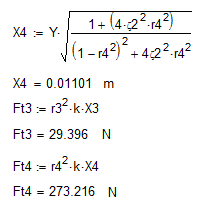 X4 := Y·√((1 + (4·ς2²·r4²)) / ((1−r4²)² + 4ς2²·r4²))
X4 = 0.01101 m
Ft3 := r3²·k·X3
Ft3 = 29.396 N
Ft4 := r4²·k·X4
Ft4 = 273.216 N